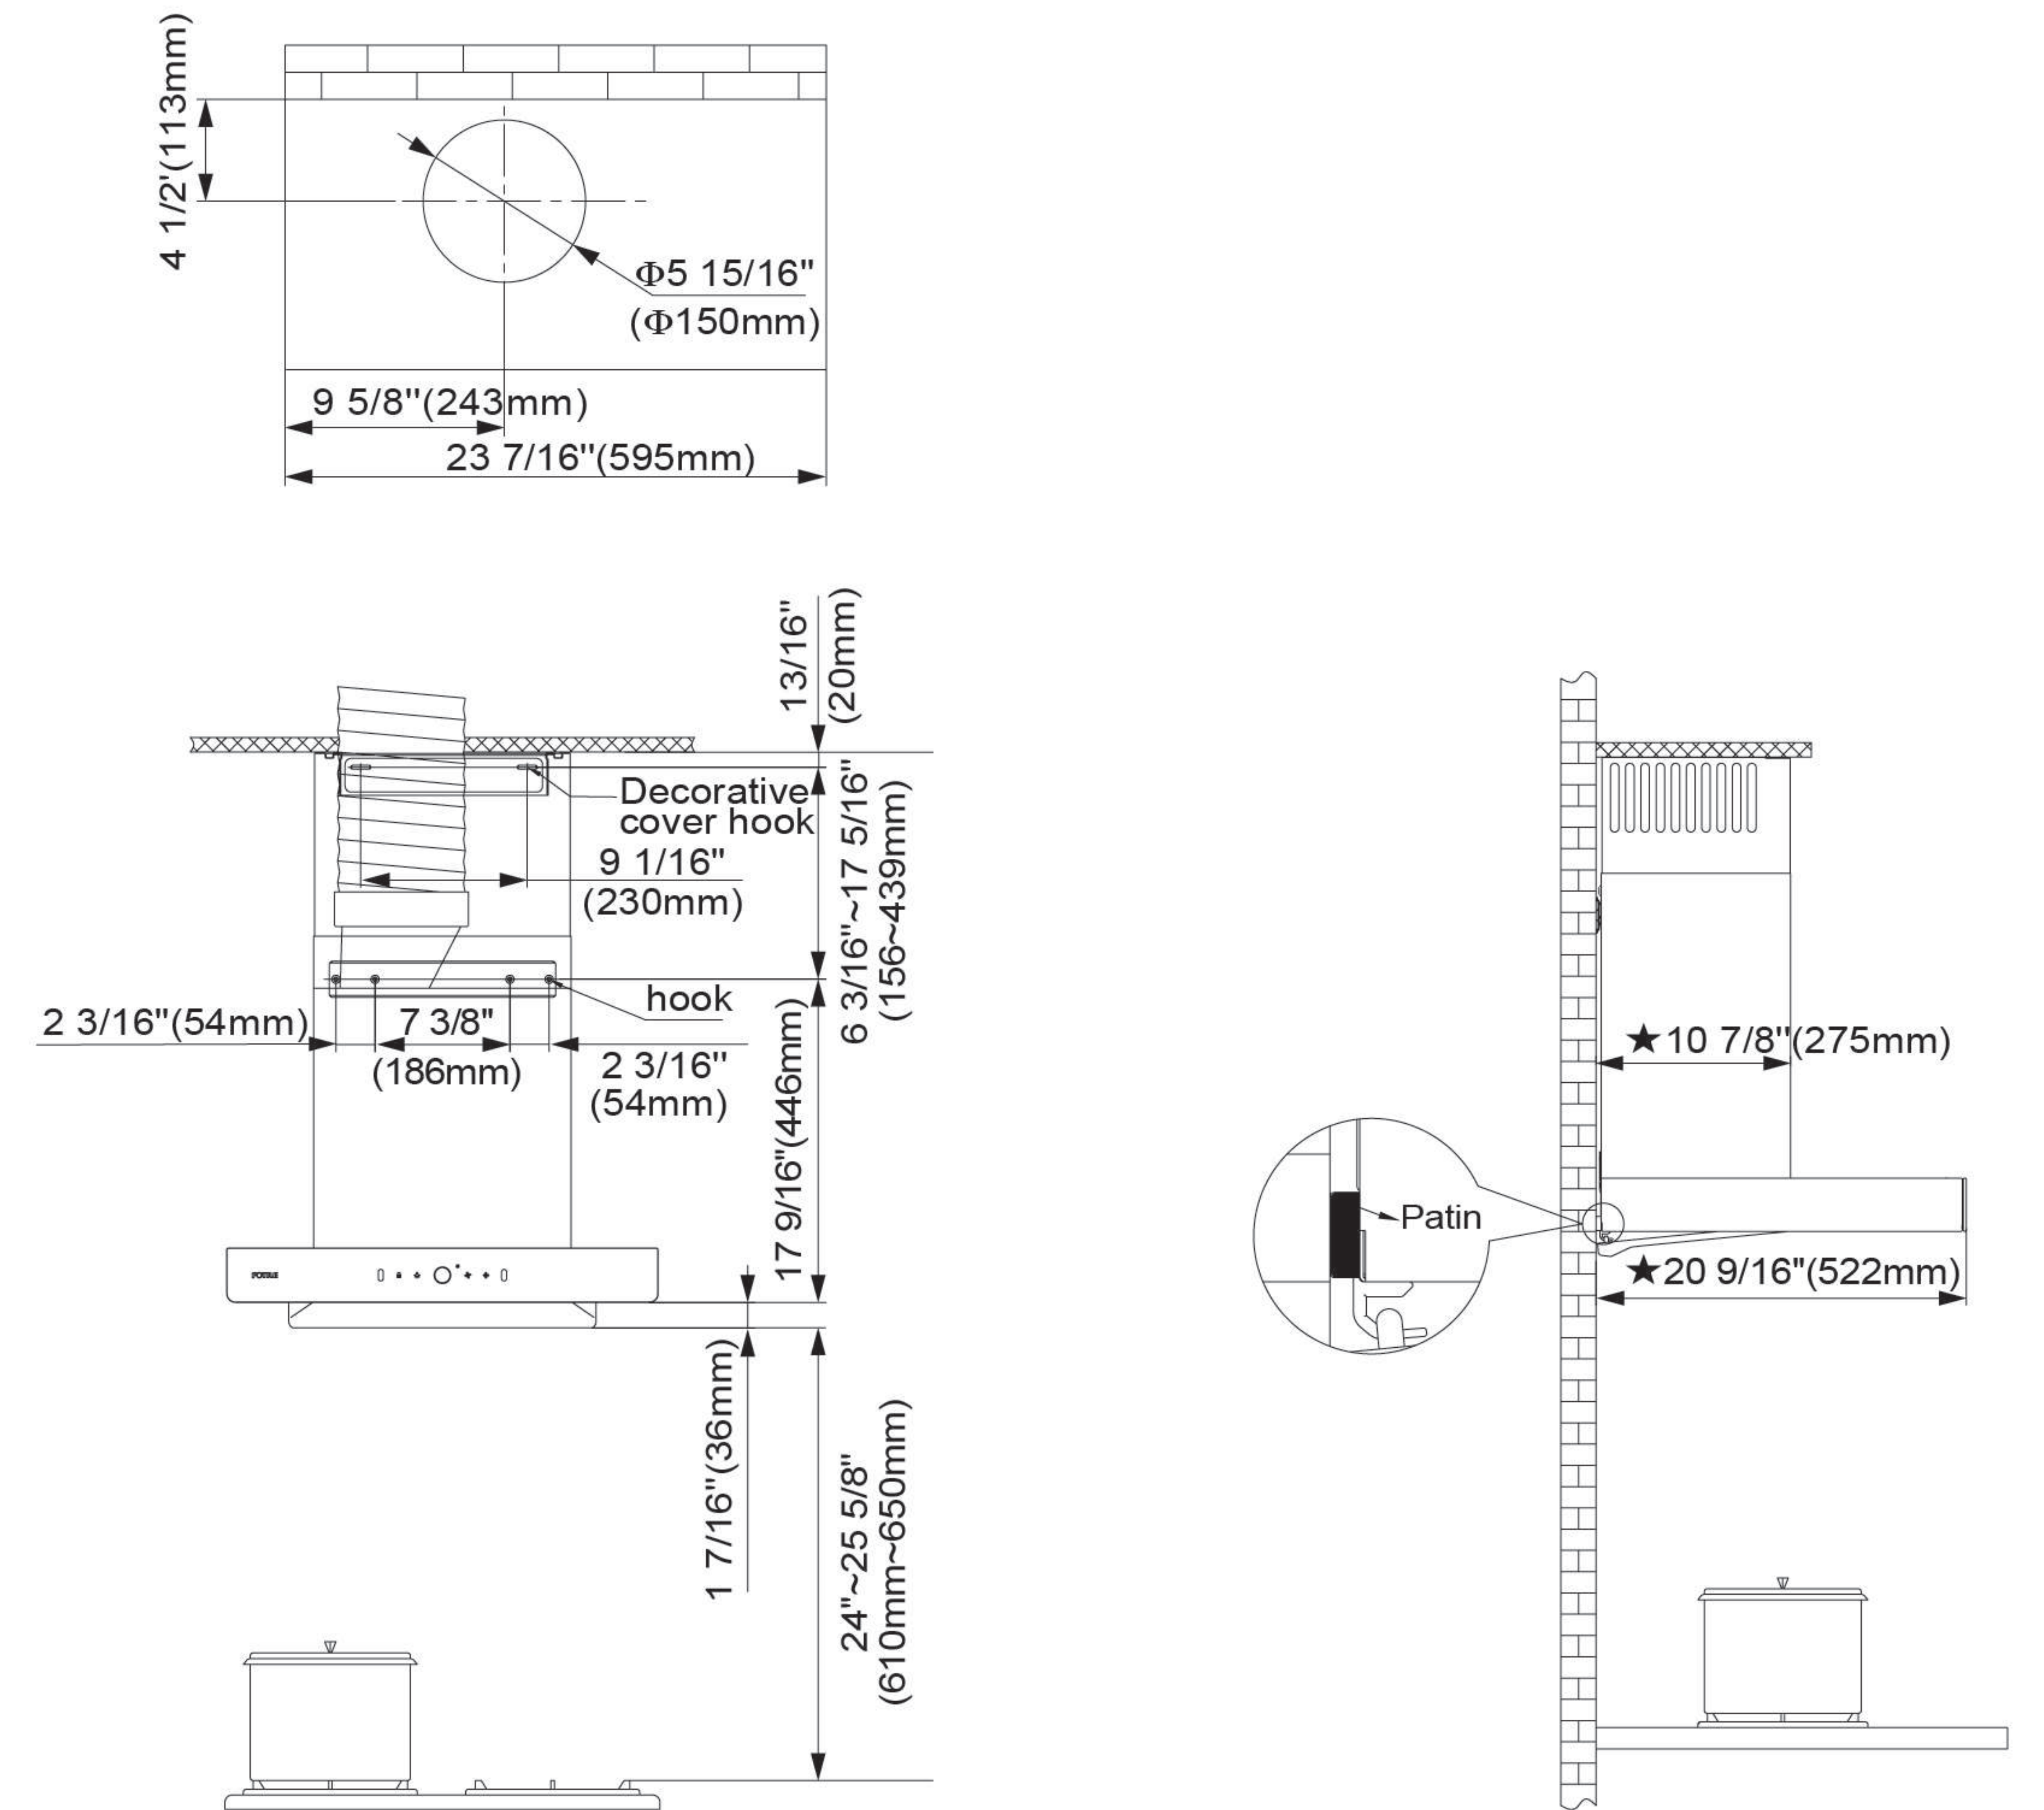 4 1/2'(113mm)
Φ5 15/16"
(Φ150mm)
9 5/8"(243mm)
23 7/16"(595mm)
13/16"
(20mm)
Decorative
cover hook
9 1/16"
(230mm)
6 3/16"~17 5/16"
(156~439mm)
hook
2 3/16"(54mm)
7 3/8"
(186mm)
2 3/16"
(54mm)
17 9/16"(446mm)
FOTILE
1 7/16"(36mm)
24"~25 5/8"
(610mm~650mm)
★10 7/8"(275mm)
Patin
★20 9/16"(522mm)